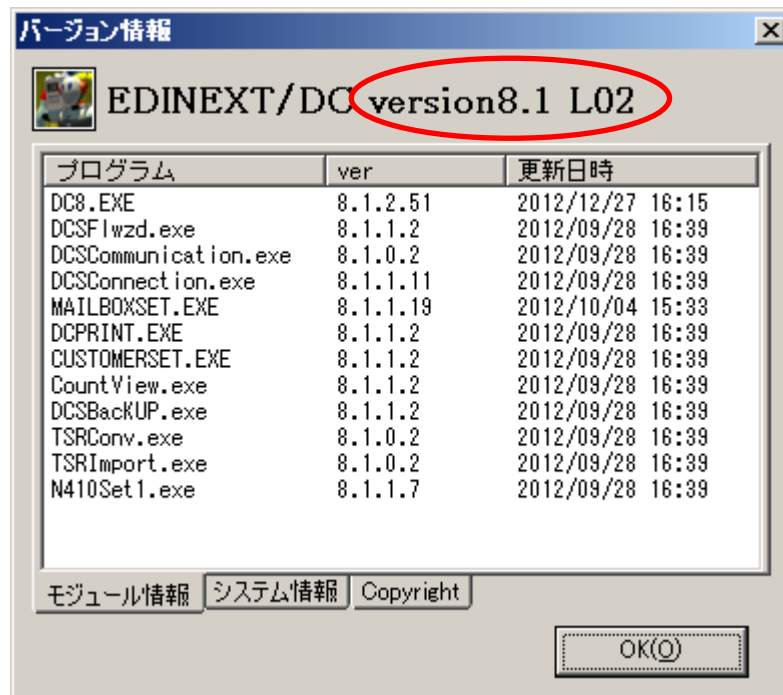 バージョン情報
EDINEXT/DC version8.1 L02
プログラム ver 更新日時
DC8.EXE 8.1.2.51 2012/12/27 16:15
DCSFlwzd.exe 8.1.1.2 2012/09/28 16:39
DCSCommunication.exe 8.1.0.2 2012/09/28 16:39
DCSConnection.exe 8.1.1.11 2012/09/28 16:39
MAILBOXSET.EXE 8.1.1.19 2012/10/04 15:33
DCPRINT.EXE 8.1.1.2 2012/09/28 16:39
CUSTOMERSET.EXE 8.1.1.2 2012/09/28 16:39
CountView.exe 8.1.1.2 2012/09/28 16:39
DCSBacKUP.exe 8.1.1.2 2012/09/28 16:39
TSRConv.exe 8.1.0.2 2012/09/28 16:39
TSRImport.exe 8.1.0.2 2012/09/28 16:39
N410Set1.exe 8.1.1.7 2012/09/28 16:39
モジュール情報 システム情報 Copyright
OK(O)